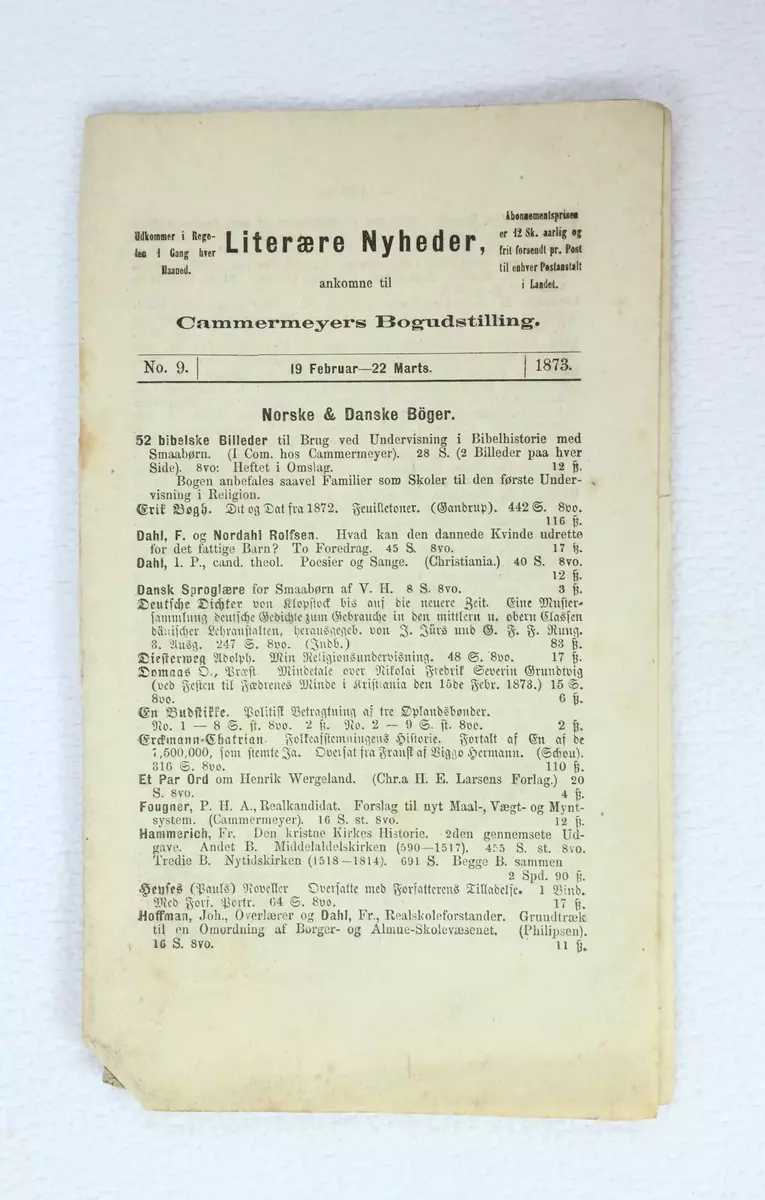 Udkommer i Rege-
len 1 Gang hver
Maaned.
Literære Nyheder,
Abonnementsprisen
er 12 Sk. aarlig og
frit forsendt pr. Post
til enhver Postanstalt
i Landet.
ankomne til
Cammermeyers Bogudstilling.
No. 9. 19 Februar—22 Marts. 1873.
Norske & Danske Böger.
52 bibelske Billeder til Brug ved Undervisning i Bibelhistorie med
Smaabørn. (I Com. hos Cammermeyer). 28 S. (2 Billeder paa hver
Side). 8vo: Heftet i Omslag. 12 ß.
Bogen anbefales saavel Familier som Skoler til den første Under-
visning i Religion.
Erik Bøgh. Dit og Dat fra 1872. Feuilletoner. (Gandrup). 442 S. 8vo.
116 ß.
Dahl, F. og Nordahl Rolfsen. Hvad kan den dannede Kvinde udrette
for det fattige Barn? To Foredrag. 45 S. 8vo. 17 ß.
Dahl, I. P., cand. theol. Poesier og Sange. (Christiania.) 40 S. 8vo.
12 ß.
Dansk Sproglære for Smaabørn af V. H. 8 S. 8vo. 3 ß.
Deutsche Dichter von Klopstock bis auf die neuere Zeit. Eine Muster-
sammlung deutsche Gedichte zum Gebrauche in den mittlern u. obern Classen
dänischer Lehranstalten, herausgegeb. von J. Jürs und G. F. F. Rung.
3. Ausg. 247 S. 8vo. (Indb.) 83 ß.
Diesterweg Adolph. Min Religionsundervisning. 48 S. 8vo. 17 ß.
Domaas O., Præst. Mindetale over Nikolai Fredrik Severin Grundtvig
(ved Festen til Fædrenes Minde i Kristiania den 15de Febr. 1873.) 15 S.
8vo. 6 ß.
En Budstikke. Politisk Betragtning af tre Oplandsbønder.
No. 1 — 8 S. st. 8vo. 2 ß. No. 2 — 9 S. st. 8vo. 2 ß.
Erckmann-Chatrian. Folkeafstemningens Historie. Fortalt af En af de
7,500,000, som stemte Ja. Oversat fra Fransk af Viggo Hermann. (Schou).
316 S. 8vo. 110 ß.
Et Par Ord om Henrik Wergeland. (Chr.a H. E. Larsens Forlag.) 20
S. 8vo. 4 ß.
Fougner, P. H. A., Realkandidat. Forslag til nyt Maal-, Vægt- og Mynt-
system. (Cammermeyer). 16 S. st. 8vo. 12 ß.
Hammerich, Fr. Den kristne Kirkes Historie. 2den gennemsete Ud-
gave. Andet B. Middelaldelskirken (590—1517). S. st. 8vo.
Tredie B. Nytidskirken (1518—1814). 691 S. Begge B. sammen
2 Spd. 90 ß.
Heyses (Pauls) Noveller Oversatte med Forfatterens Tilladelse. 1 Bind.
Med Forf. Portr. 64 S. 8vo. 17 ß.
Hoffman, Joh., Overlærer og Dahl, Fr., Realskoleforstander. Grundtræk
til en Omordning af Borger- og Almue-Skolevæsenet. (Philipsen).
16 S. 8vo. 11 ß.